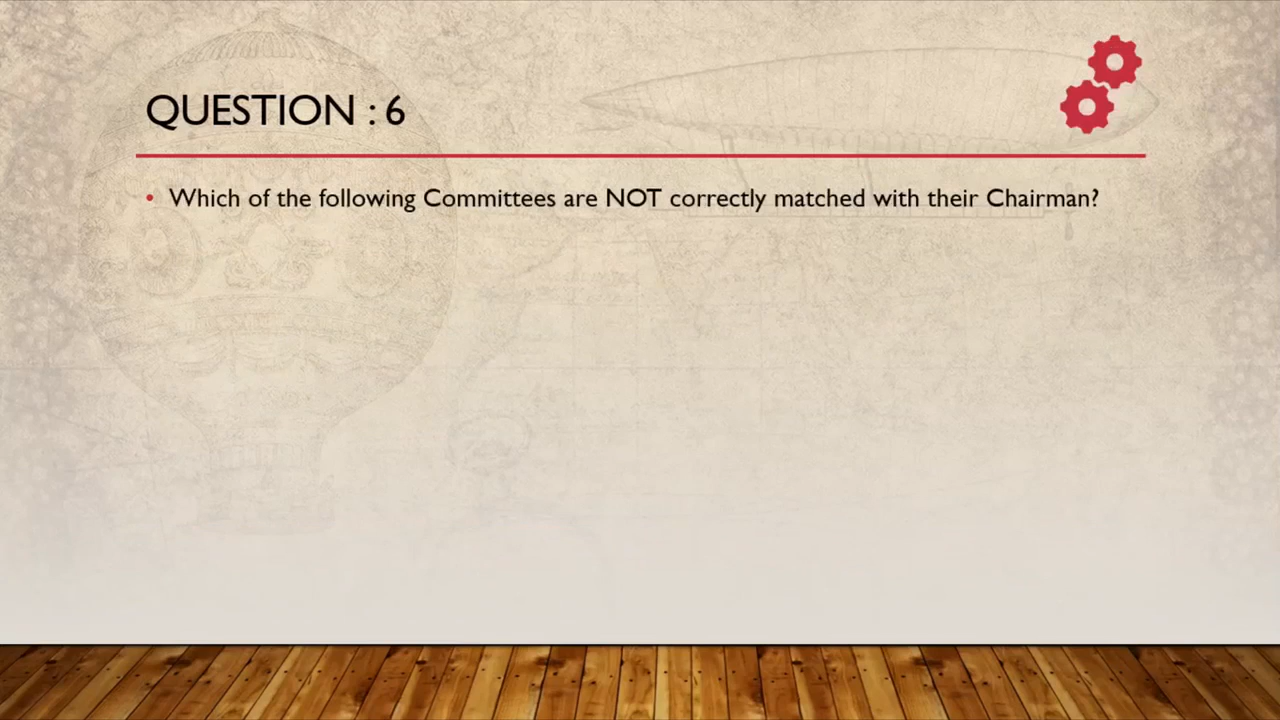 QUESTION : 6
• Which of the following Committees are NOT correctly matched with their Chairman?